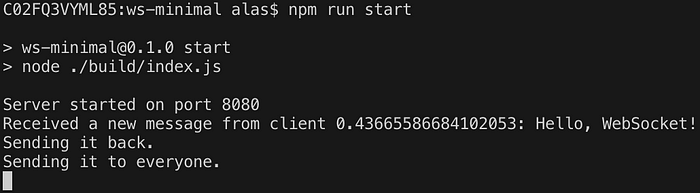 C02FQ3VYML85:ws-minimal alas$ npm run start
> ws-minimal@0.1.0 start
> node ./build/index.js
Server started on port 8080
Received a new message from client 0.43665586684102053: Hello, WebSocket!
Sending it back.
Sending it to everyone.